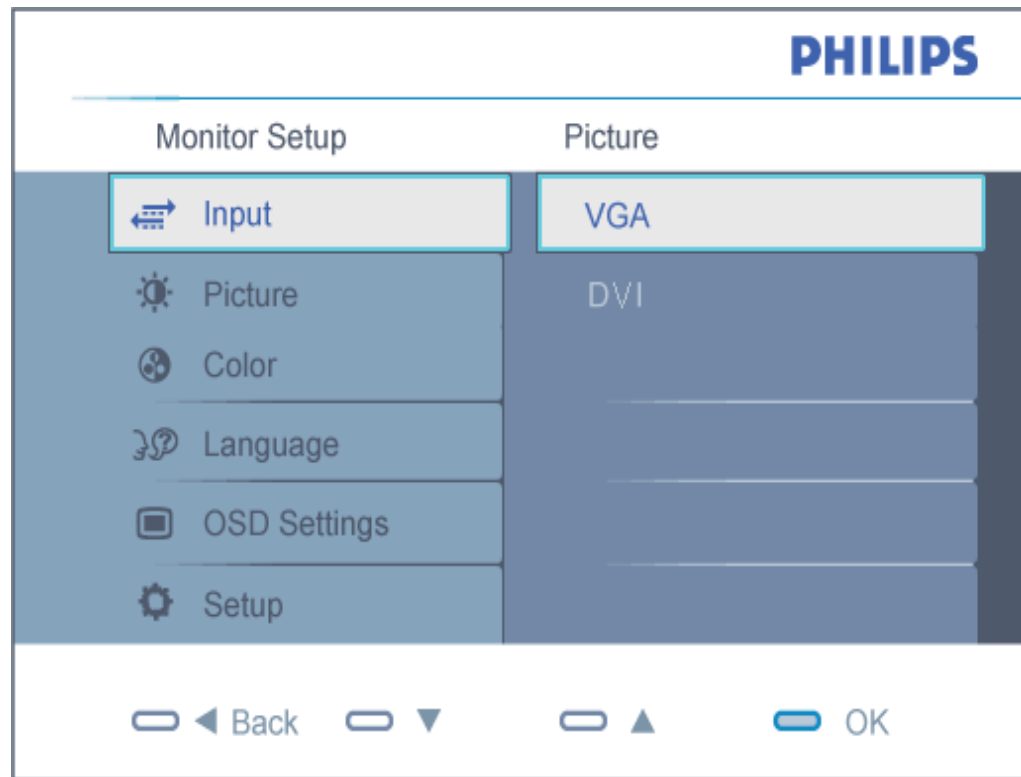 PHILIPS
Monitor Setup Picture
Input VGA
Picture DVI
Color
Language
OSD Settings
Setup
Back OK